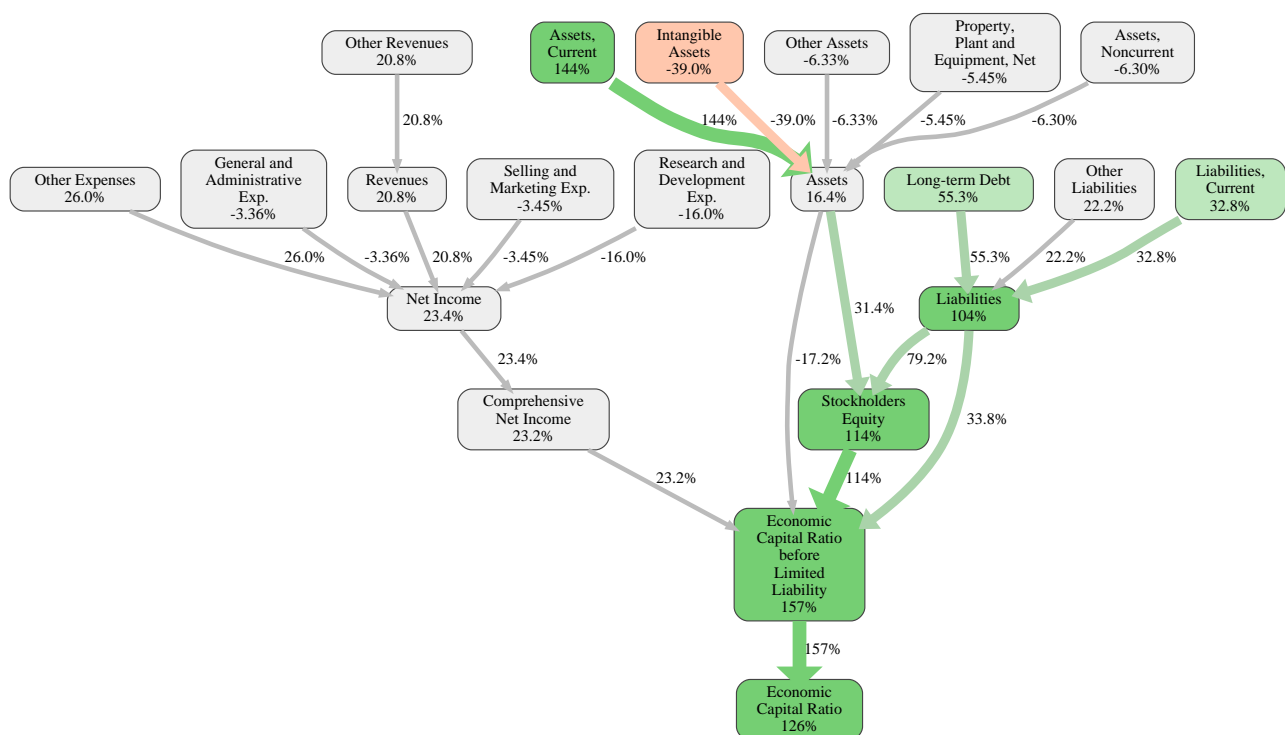 Other Revenues
20.8%
Assets,
Current
144%
Intangible
Assets
-39.0%
Other Assets
-6.33%
Property,
Plant and
Equipment, Net
-5.45%
Assets,
Noncurrent
-6.30%
20.8%
144%
-39.0%
-6.33%
-5.45%
-6.30%
Other Expenses
26.0%
General and
Administrative
Exp.
-3.36%
Revenues
20.8%
Selling and
Marketing Exp.
-3.45%
Research and
Development
Exp.
-16.0%
Assets
16.4%
Long-term Debt
55.3%
Other
Liabilities
22.2%
Liabilities,
Current
32.8%
26.0%
-3.36%
20.8%
-3.45%
-16.0%
55.3%
22.2%
32.8%
Net Income
23.4%
Liabilities
104%
31.4%
23.4%
-17.2%
79.2%
Comprehensive
Net Income
23.2%
Stockholders
Equity
114%
33.8%
23.2%
114%
Economic
Capital Ratio
before
Limited
Liability
157%
157%
Economic
Capital Ratio
126%